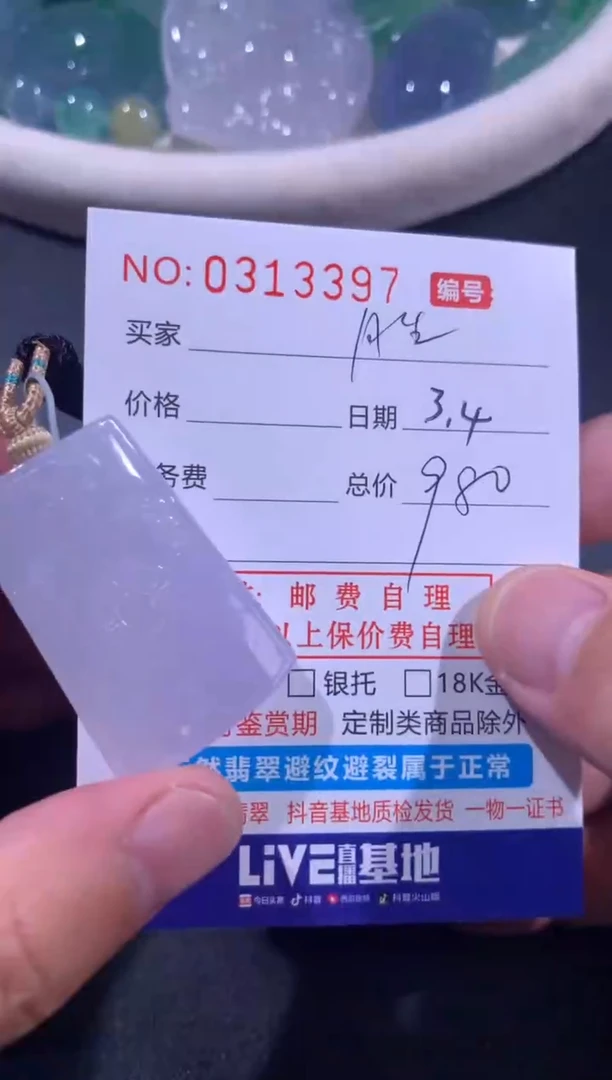 NO: 0313397 编号
买家
价格 日期 3.4
务费 总价 980
邮费自理
以上保价费自理
银托 18K金
鉴赏期 定制类商品除外
然翡翠避纹避裂属于正常
翡翠 抖音基地质检发货 一物一证书
LiVE直播基地
今日头条 抖音 西瓜视频 抖音火山版